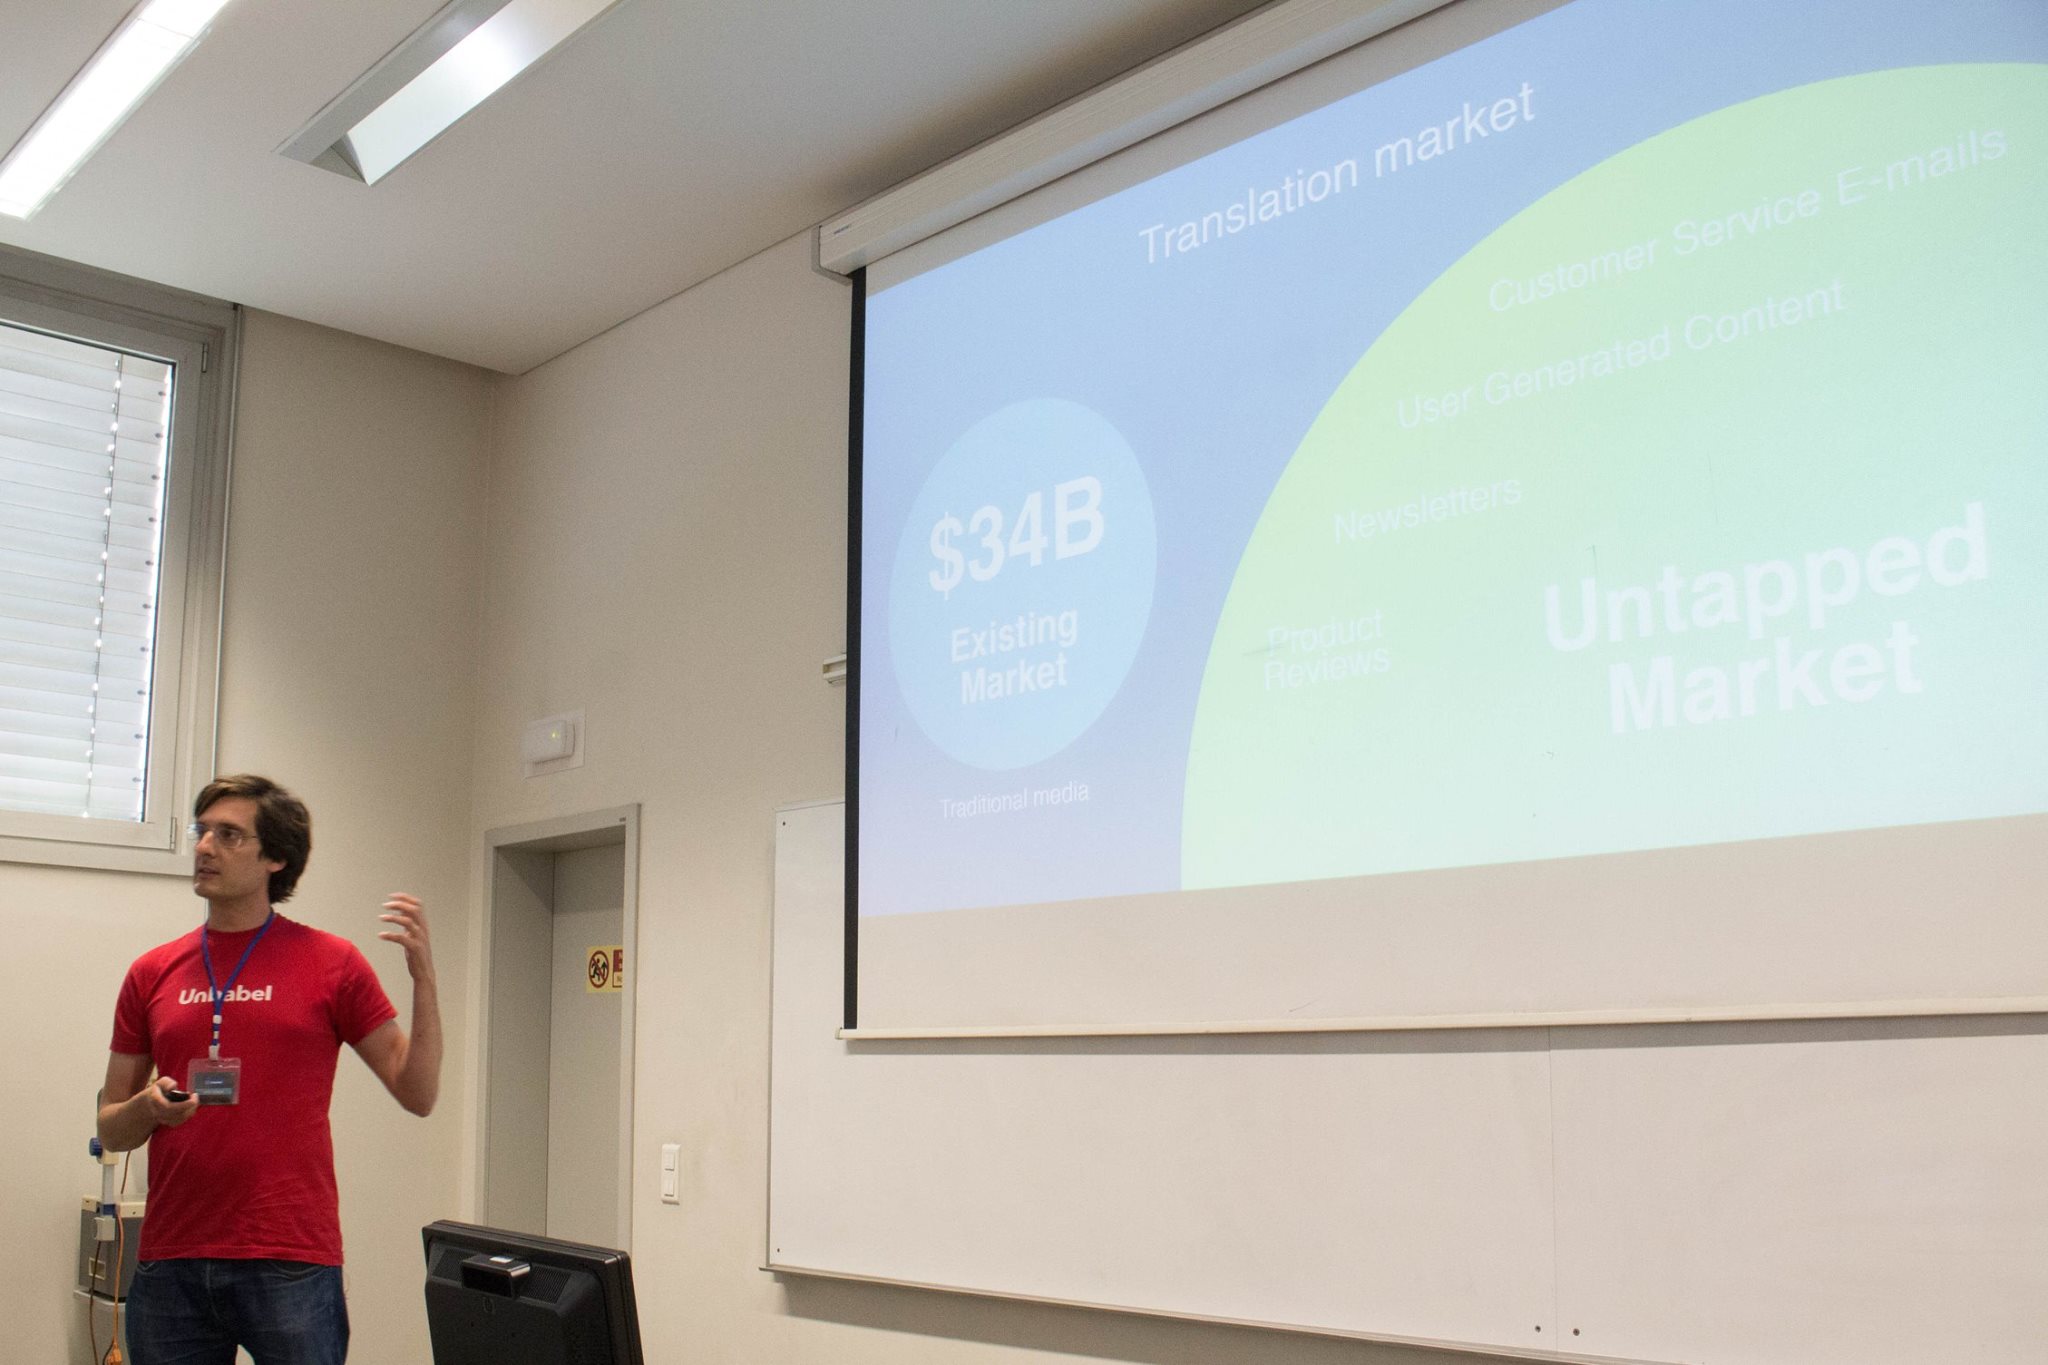 Translation market
Customer Service E-mails
User Generated Content
Newsletters
Product
Reviews
Untapped
Market
$34B
Existing
Market
Traditional media
Unbabel